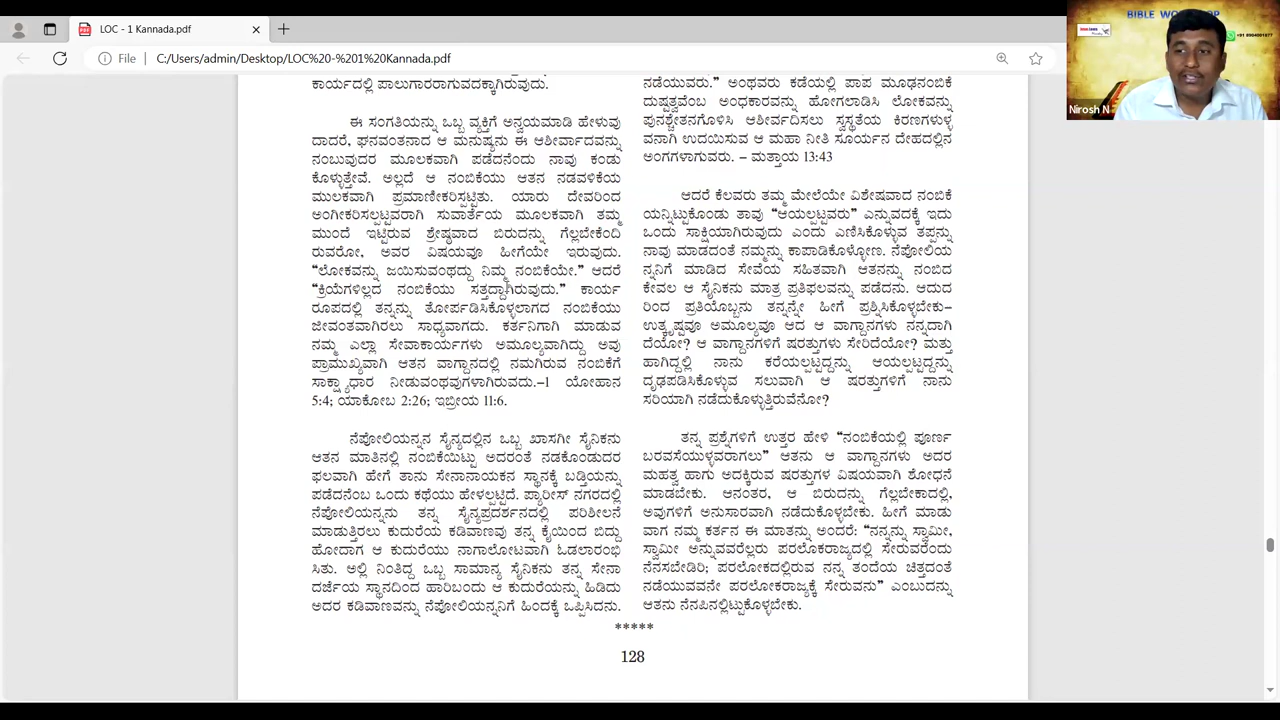 LOC - 1 Kannada.pdf
File
C:/Users/admin/Desktop/LOC%20-%201%20Kannada.pdf
BIBLE
Nirosh N
ಕಾರ್ಯದಲ್ಲಿ ಪಾಲುಗಾರರಾಗುವದಕ್ಕಾಗಿರುವುದು.
ಈ ಸಂಗತಿಯನ್ನು ಒಬ್ಬ ವ್ಯಕ್ತಿಗೆ ಅನ್ವಯಮಾಡಿ ಹೇಳುವು
ದಾದರೆ, ಘನವಂತನಾದ ಆ ಮನುಷ್ಯನು ಈ ಆಶೀರ್ವಾದವನ್ನು
ನಂಬುವುದರ ಮೂಲಕವಾಗಿ ಪಡೆದನೆಂದು ನಾವು ಕಂಡು
ಕೊಳ್ಳುತ್ತೇವೆ. ಅಲ್ಲದೆ ಆ ನಂಬಿಕೆಯು ಆತನ ನಡವಳಿಕೆಯ
ಮುಲಕವಾಗಿ ಪ್ರಮಾಣೀಕರಿಸ್ಪಟ್ಟಿತು. ಯಾರು ದೇವರಿಂದ
ಅಂಗೀಕರಿಸಲ್ಪಟ್ಟವರಾಗಿ ಸುವಾರ್ತೆಯ ಮೂಲಕವಾಗಿ ತಮ್ಮ
ಮುಂದೆ ಇಟ್ಟಿರುವ ಶ್ರೇಷ್ಠವಾದ ಬಿರುದನ್ನು ಗೆಲ್ಲಬೇಕೆಂದಿ
ರುವರೋ, ಅವರ ವಿಷಯವೂ ಹೀಗೆಯೇ ಇರುವುದು.
“ಲೋಕವನ್ನು ಜಯಿಸುವಂಥದ್ದು ನಿಮ್ಮ ನಂಬಿಕೆಯೇ.” ಆದರೆ
“ಕ್ರಿಯೆಗಳಿಲ್ಲದ ನಂಬಿಕೆಯು ಸತ್ತದ್ದಾಗಿರುವುದು.” ಕಾರ್ಯ
ರೂಪದಲ್ಲಿ ತನ್ನನ್ನು ತೋರ್ಪಡಿಸಿಕೊಳ್ಳಲಾಗದ ನಂಬಿಕೆಯು
ಜೀವಂತವಾಗಿರಲು ಸಾಧ್ಯವಾಗದು. ಕರ್ತನಿಗಾಗಿ ಮಾಡುವ
ನಮ್ಮ ಎಲ್ಲಾ ಸೇವಾಕಾರ್ಯಗಳು ಅಮೂಲ್ಯವಾಗಿದ್ದು ಅವು
ಪ್ರಾಮುಖ್ಯವಾಗಿ ಆತನ ವಾಗ್ದಾನದಲ್ಲಿ ನಮಗಿರುವ ನಂಬಿಕೆಗೆ
ಸಾಕ್ಷ್ಯಾಧಾರ ನೀಡುವಂಥವುಗಳಾಗಿರುವದು.–1 ಯೋಹಾನ
5:4; ಯಾಕೋಬ 2:26; ಇಬ್ರೀಯ 11:6.
ನೆಪೋಲಿಯನ್ನನ ಸೈನ್ಯದಲ್ಲಿನ ಒಬ್ಬ ಖಾಸಗೀ ಸೈನಿಕನು
ಆತನ ಮಾತಿನಲ್ಲಿ ನಂಬಿಕೆಯಿಟ್ಟು ಅದರಂತೆ ನಡಕೊಂಡುದರ
ಫಲವಾಗಿ ಹೇಗೆ ತಾನು ಸೇನಾನಾಯಕನ ಸ್ಥಾನಕ್ಕೆ ಬಡ್ತಿಯನ್ನು
ಪಡೆದನೆಂಬ ಒಂದು ಕಥೆಯು ಹೇಳಲ್ಪಟ್ಟಿದೆ. ಪ್ಯಾರೀಸ್ ನಗರದಲ್ಲಿ
ನೆಪೋಲಿಯನ್ನನು ತನ್ನ ಸೈನ್ಯಪ್ರದರ್ಶನದಲ್ಲಿ ಪರಿಶೀಲನೆ
ಮಾಡುತ್ತಿರಲು ಕುದುರೆಯ ಕಡಿವಾಣವು ತನ್ನ ಕೈಯಿಂದ ಬಿದ್ದು
ಹೋದಾಗ ಆ ಕುದುರೆಯು ನಾಗಾಲೋಟವಾಗಿ ಓಡಲಾರಂಭಿ
ಸಿತು. ಅಲ್ಲಿ ನಿಂತಿದ್ದ ಒಬ್ಬ ಸಾಮಾನ್ಯ ಸೈನಿಕನು ತನ್ನ ಸೇನಾ
ದರ್ಜೆಯ ಸ್ಥಾನದಿಂದ ಹಾರಿಬಂದು ಆ ಕುದುರೆಯನ್ನು ಹಿಡಿದು
ಅದರ ಕಡಿವಾಣವನ್ನು ನೆಪೋಲಿಯನ್ನನಿಗೆ ಹಿಂದಕ್ಕೆ ಒಪ್ಪಿಸಿದನು.
ನಡೆಯುವರು.” ಅಂಥವರು ಕಡೆಯಲ್ಲಿ ಪಾಪ ಮೂಢನಂಬಿಕೆ
ದುಷ್ಟತ್ವವೆಂಬ ಅಂಧಕಾರವನ್ನು ಹೋಗಲಾಡಿಸಿ ಲೋಕವನ್ನು
ಪುನಶ್ಚೇತನಗೊಳಿಸಿ ಆಶೀರ್ವದಿಸಲು ಸ್ವಸ್ಥತೆಯ ಕಿರಣಗಳುಳ್ಳ
ವನಾಗಿ ಉದಯಿಸುವ ಆ ಮಹಾ ನೀತಿ ಸೂರ್ಯನ ದೇಹದಲ್ಲಿನ
ಅಂಗಗಳಾಗುವರು. – ಮತ್ತಾಯ 13:43
ಆದರೆ ಕೆಲವರು ತಮ್ಮ ಮೇಲೆಯೇ ವಿಶೇಷವಾದ ನಂಬಿಕೆ
ಯನ್ನಿಟ್ಟುಕೊಂಡು ತಾವು “ಆಯಲ್ಪಟ್ಟವರು” ಎನ್ನುವದಕ್ಕೆ ಇದು
ಒಂದು ಸಾಕ್ಷಿಯಾಗಿರುವುದು ಎಂದು ಎಣಿಸಿಕೊಳ್ಳುವ ತಪ್ಪನ್ನು
ನಾವು ಮಾಡದಂತೆ ನಮ್ಮನ್ನು ಕಾಪಾಡಿಕೊಳ್ಳೋಣ. ನೆಪೋಲಿಯ
ನ್ನನಿಗೆ ಮಾಡಿದ ಸೇವೆಯ ಸಹಿತವಾಗಿ ಆತನನ್ನು ನಂಬಿದ
ಕೇವಲ ಆ ಸೈನಿಕನು ಮಾತ್ರ ಪ್ರತಿಫಲವನ್ನು ಪಡೆದನು. ಆದುದ
ರಿಂದ ಪ್ರತಿಯೊಬ್ಬನು ತನ್ನನ್ನೇ ಹೀಗೆ ಪ್ರಶ್ನಿಸಿಕೊಳ್ಳಬೇಕು–
ಉತ್ಕೃಷ್ಟವೂ ಅಮೂಲ್ಯವೂ ಆದ ಆ ವಾಗ್ದಾನಗಳು ನನ್ನದಾಗಿ
ದೆಯೋ? ಆ ವಾಗ್ದಾನಗಳಿಗೆ ಷರತ್ತುಗಳು ಸೇರಿದೆಯೋ? ಮತ್ತು
ಹಾಗಿದ್ದಲ್ಲಿ ನಾನು ಕರೆಯಲ್ಪಟ್ಟದ್ದನ್ನು ಆಯಲ್ಪಟ್ಟದ್ದನ್ನು
ದೃಢಪಡಿಸಿಕೊಳ್ಳುವ ಸಲುವಾಗಿ ಆ ಷರತ್ತುಗಳಿಗೆ ನಾನು
ಸರಿಯಾಗಿ ನಡೆದುಕೊಳ್ಳುತ್ತಿರುವೆನೋ?
ತನ್ನ ಪ್ರಶ್ನೆಗಳಿಗೆ ಉತ್ತರ ಹೇಳಿ “ನಂಬಿಕೆಯಲ್ಲಿ ಪೂರ್ಣ
ಬರವಸೆಯುಳ್ಳವರಾಗಲು” ಆತನು ಆ ವಾಗ್ದಾನಗಳು ಅದರ
ಮಹತ್ವ ಹಾಗು ಅದಕ್ಕಿರುವ ಷರತ್ತುಗಳ ವಿಷಯವಾಗಿ ಶೋಧನೆ
ಮಾಡಬೇಕು. ಆನಂತರ, ಆ ಬಿರುದನ್ನು ಗೆಲ್ಲಬೇಕಾದಲ್ಲಿ,
ಅವುಗಳಿಗೆ ಅನುಸಾರವಾಗಿ ನಡೆದುಕೊಳ್ಳಬೇಕು. ಹೀಗೆ ಮಾಡು
ವಾಗ ನಮ್ಮ ಕರ್ತನ ಈ ಮಾತನ್ನು ಅಂದರೆ: “ನನ್ನನ್ನು ಸ್ವಾಮೀ,
ಸ್ವಾಮೀ ಅನ್ನುವವರೆಲ್ಲರು ಪರಲೊಕರಾಜ್ಯದಲ್ಲಿ ಸೇರುವರೆಂದು
ನೆನಸಬೇಡಿರಿ; ಪರಲೋಕದಲ್ಲಿರುವ ನನ್ನ ತಂದೆಯ ಚಿತ್ತದಂತೆ
ನಡೆಯುವವನೇ ಪರಲೋಕರಾಜ್ಯಕ್ಕೆ ಸೇರುವನು” ಎಂಬುದನ್ನು
ಆತನು ನೆನಪಿನಲ್ಲಿಟ್ಟುಕೊಳ್ಳಬೇಕು.
*****
128